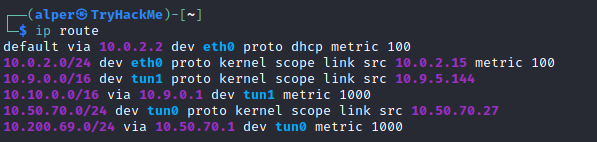 ┌──(alper㉿TryHackMe)-[~]
└─$ ip route
default via 10.0.2.2 dev eth0 proto dhcp metric 100
10.0.2.0/24 dev eth0 proto kernel scope link src 10.0.2.15 metric 100
10.9.0.0/16 dev tun1 proto kernel scope link src 10.9.5.144
10.10.0.0/16 via 10.9.0.1 dev tun1 metric 1000
10.50.70.0/24 dev tun0 proto kernel scope link src 10.50.70.27
10.200.69.0/24 via 10.50.70.1 dev tun0 metric 1000